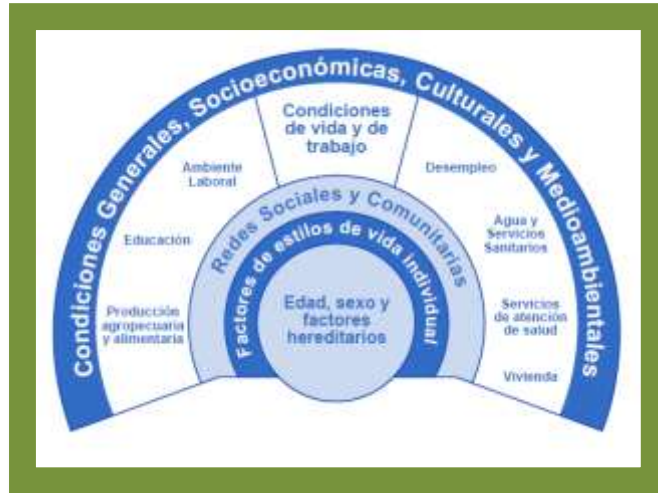 Condiciones Generales, Socioeconómicas, Culturales y Medioambientales
Condiciones
de vida y de
trabajo
Ambiente
Laboral
Desempleo
Redes Sociales y Comunitarias
Educación
Agua y
Servicios
Sanitarios
Factores de estilos de vida individual
Edad, sexo y
factores
hereditarios
Producción
agropecuaria
y alimentaria
Servicios
de atención
de salud
Vivienda